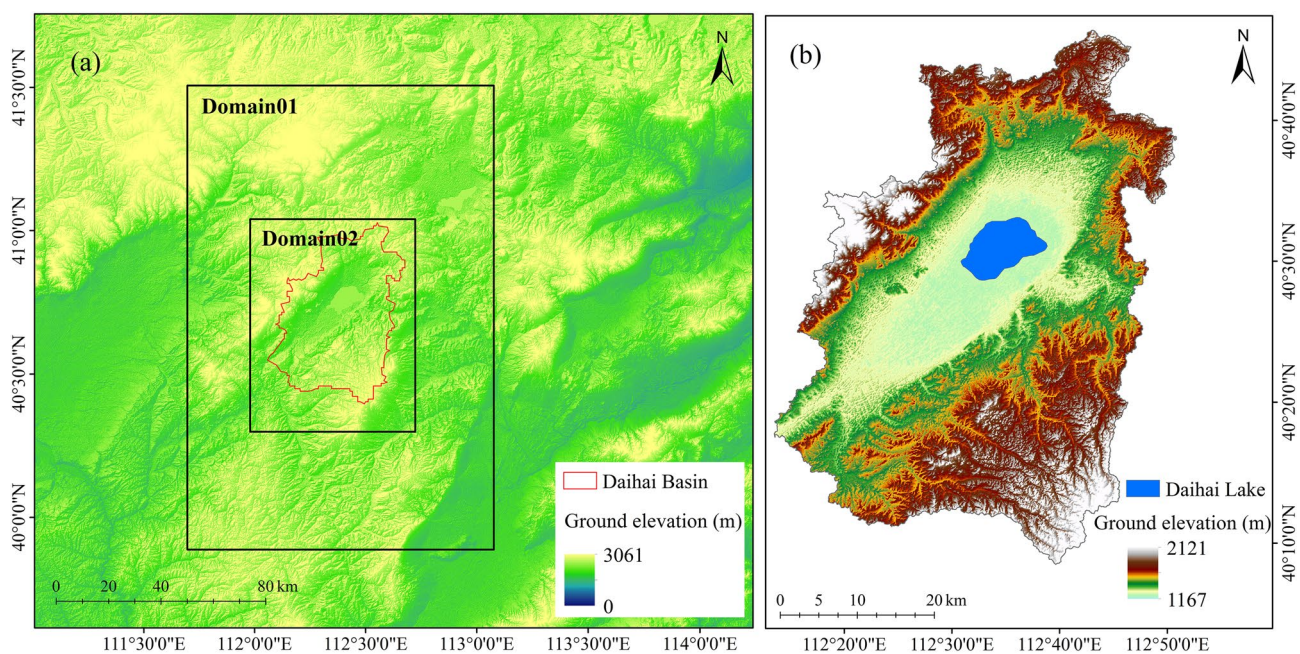 (a)
N
Domain01
Domain02
41°30'0"N
41°0'0"N
40°30'0"N
40°0'0"N
Daihai Basin
Ground elevation (m)
3061
0
0 20 40 80 km
111°30'0"E 112°0'0"E 112°30'0"E 113°0'0"E 113°30'0"E 114°0'0"E
(b)
N
40°40'0"N
40°30'0"N
40°20'0"N
40°10'0"N
Daihai Lake
Ground elevation (m)
2121
1167
0 5 10 20 km
112°20'0"E 112°30'0"E 112°40'0"E 112°50'0"E